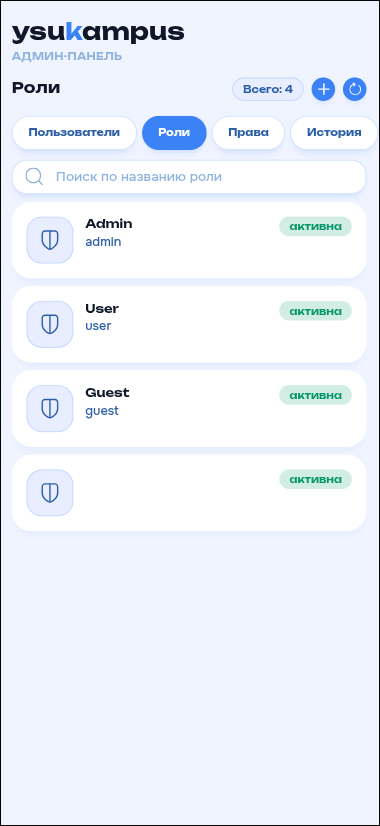 ysukampus
АДМИН-ПАНЕЛЬ
Роли
Всего: 4
Пользователи Роли Права История
Поиск по названию роли
Admin
активна
admin
User
активна
user
Guest
активна
guest
активна